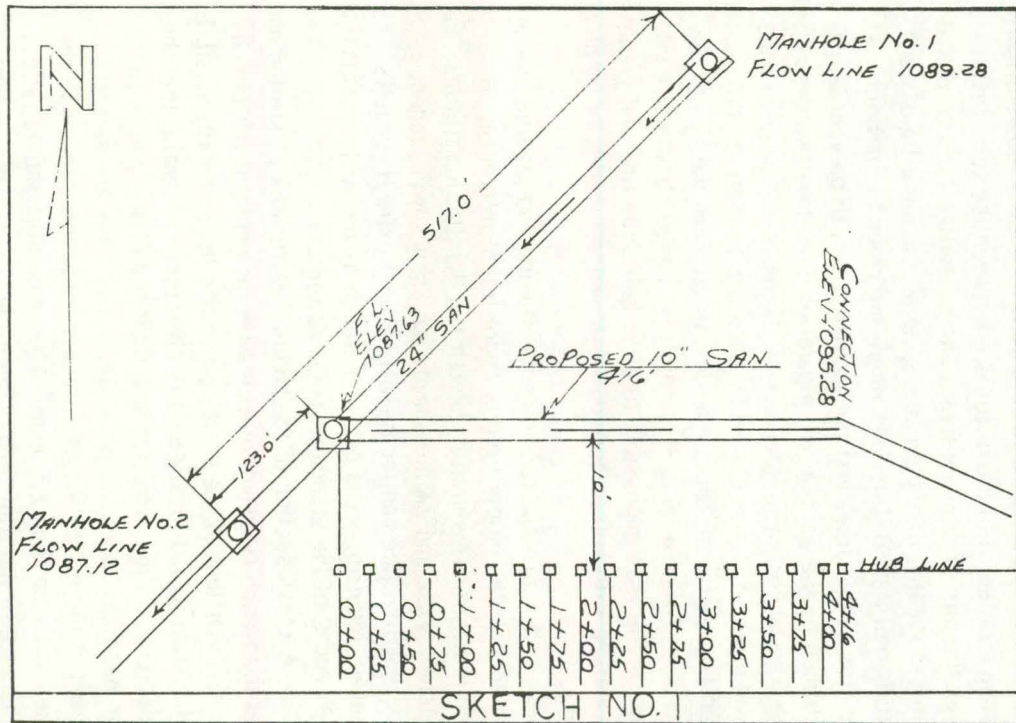 N
MANHOLE No. 1
FLOW LINE 1089.28
517.0'
F.L.
ELEV
1087.63
24" SAN
CONNECTION
ELEV-1095.28
PROPOSED 10" SAN
416'
123.0'
10'
MANHOLE No. 2
FLOW LINE
1087.12
HUB LINE
0+00
0+25
0+50
0+75
1+00
1+25
1+50
1+75
2+00
2+25
2+50
2+75
3+00
3+25
3+50
3+75
4+00
4+16
SKETCH NO. 1